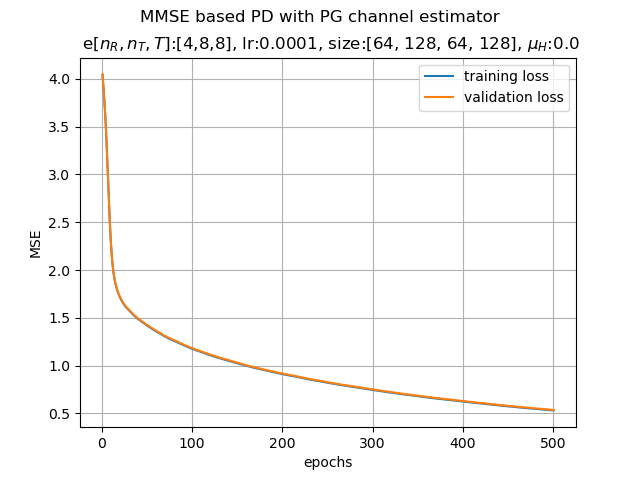 MMSE based PD with PG channel estimator
e[n_R, n_T, T]:[4,8,8], lr:0.0001, size:[64, 128, 64, 128], μ_H:0.0
training loss
validation loss
4.0
3.5
3.0
2.5
2.0
1.5
1.0
0.5
MSE
0 100 200 300 400 500
epochs